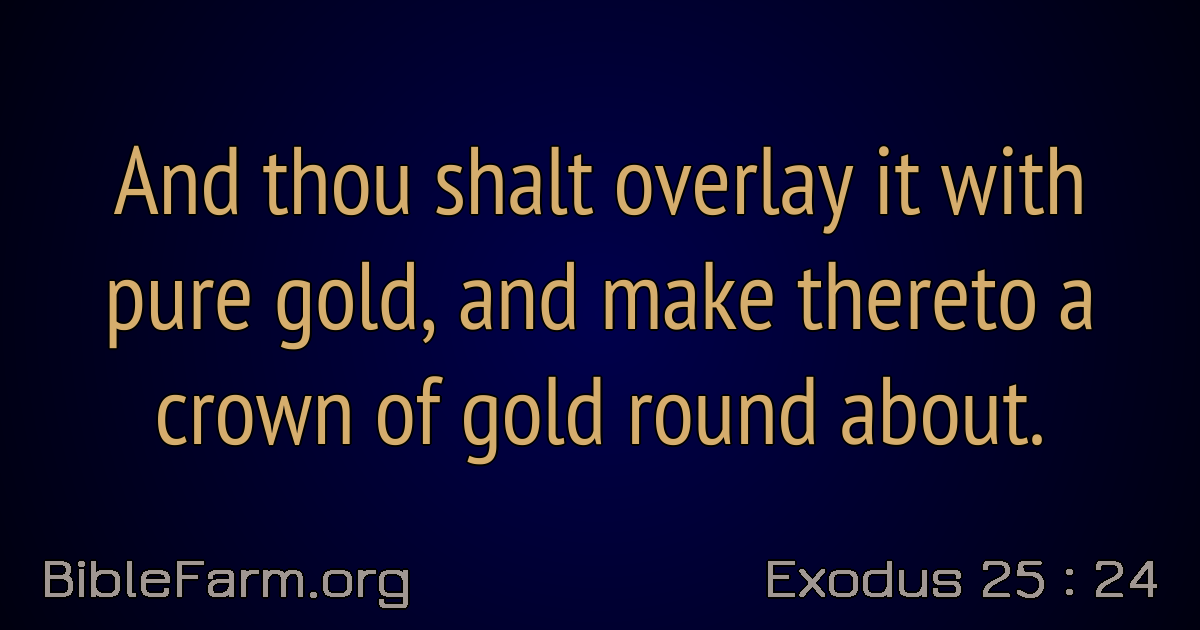 And thou shalt overlay it with
pure gold, and make thereto a
crown of gold round about.
BibleFarm.org
Exodus 25 : 24